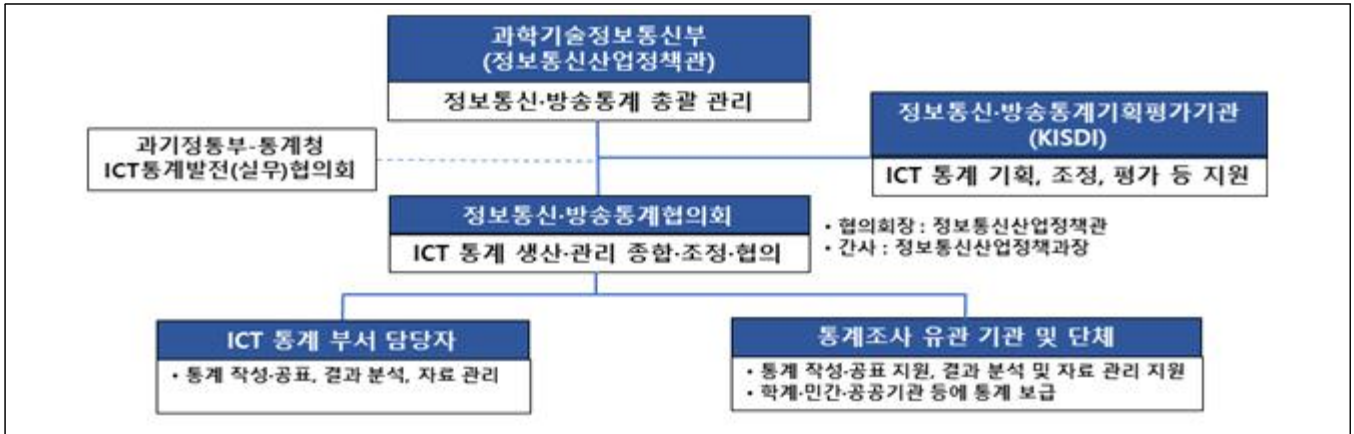 과학기술정보통신부
(정보통신산업정책관)
정보통신·방송통계 총괄 관리
과기정통부-통계청
ICT통계발전(실무)협의회
정보통신·방송통계기획평가기관
(KISDI)
ICT 통계 기획, 조정, 평가 등 지원
정보통신·방송통계협의회
ICT 통계 생산·관리 종합·조정·협의
• 협의회장 : 정보통신산업정책관
• 간사 : 정보통신산업정책과장
ICT 통계 부서 담당자
• 통계 작성·공표, 결과 분석, 자료 관리
통계조사 유관 기관 및 단체
• 통계 작성·공표 지원, 결과 분석 및 자료 관리 지원
• 학계·민간·공공기관 등에 통계 보급